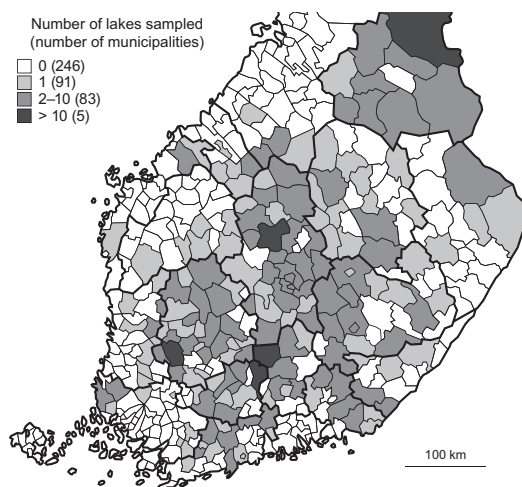 Number of lakes sampled
(number of municipalities)
0 (246)
1 (91)
2–10 (83)
> 10 (5)
100 km